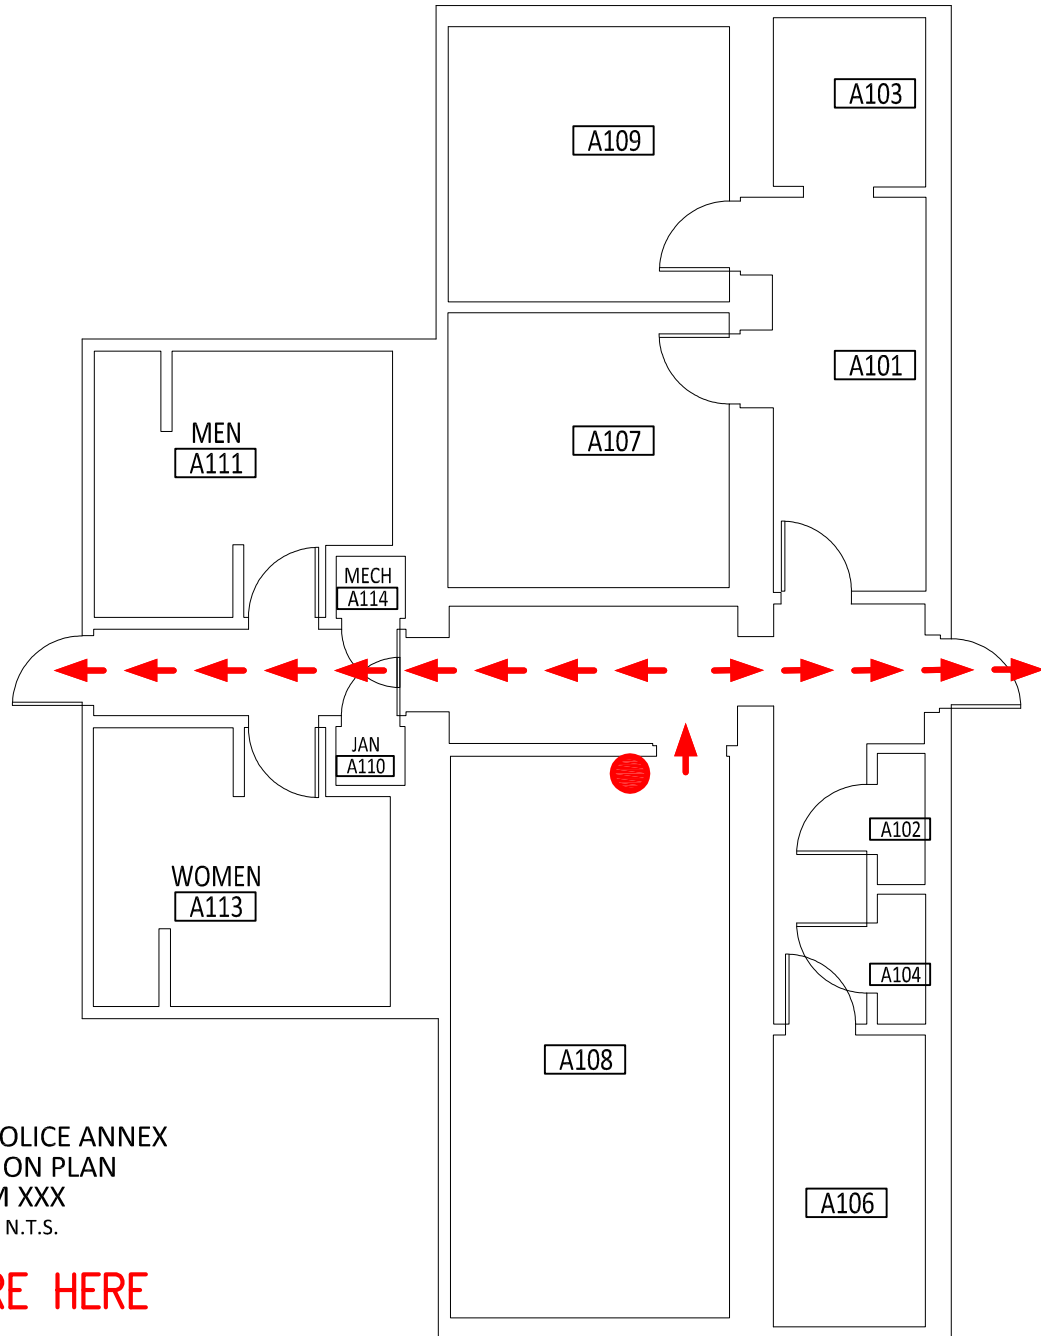 A103
A109
A101
A107
MEN
A111
MECH
A114
JAN
A110
A102
WOMEN
A113
A104
A108
OLICE ANNEX
ON PLAN
XXX
N.T.S.
A106
RE HERE